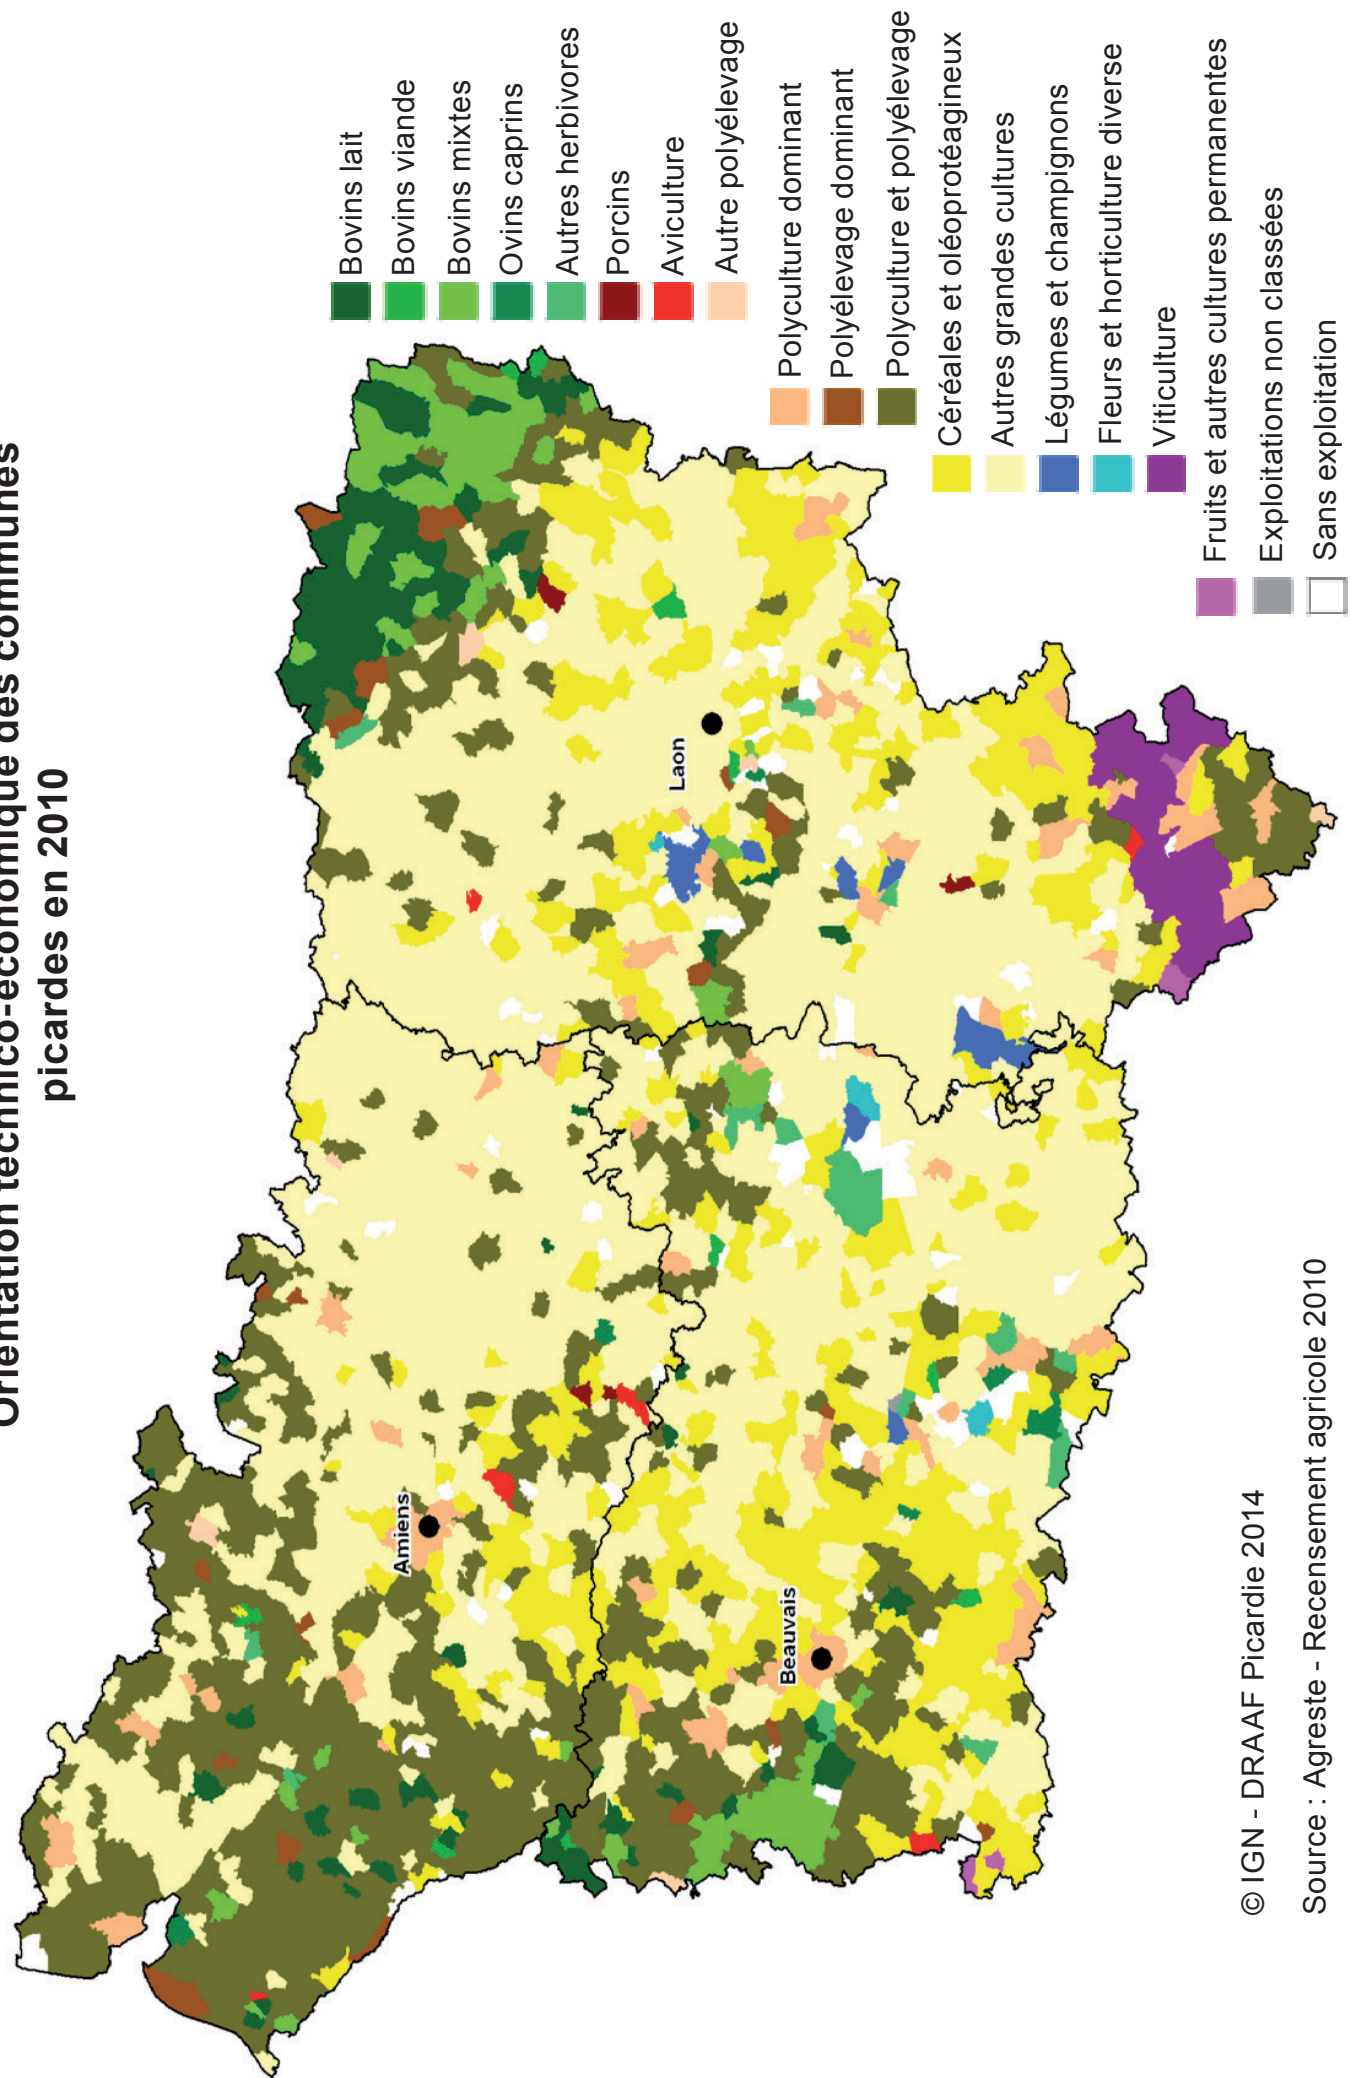 Orientation technico-économique des communes
picardes en 2010
Bovins lait
Bovins viande
Bovins mixtes
Ovins caprins
Autres herbivores
Porcins
Aviculture
Autre polyélevage
Polyculture dominant
Polyélevage dominant
Polyculture et polyélevage
Céréales et oléoprotéagineux
Autres grandes cultures
Légumes et champignons
Fleurs et horticulture diverse
Viticulture
Fruits et autres cultures permanentes
Exploitations non classées
Sans exploitation
Amiens
Laon
Beauvais
© IGN - DRAAF Picardie 2014
Source : Agreste - Recensement agricole 2010